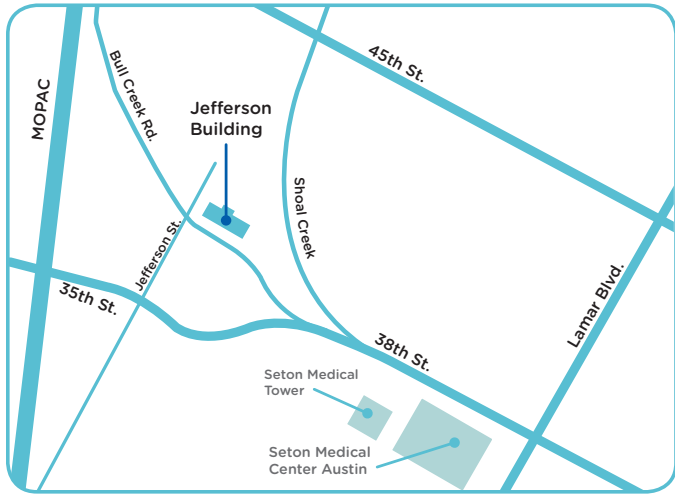 45th St.
Bull Creek Rd.
MOPAC
Jefferson
Building
Shoal Creek
Jefferson St.
Lamar Blvd.
35th St.
38th St.
Seton Medical
Tower
Seton Medical
Center Austin